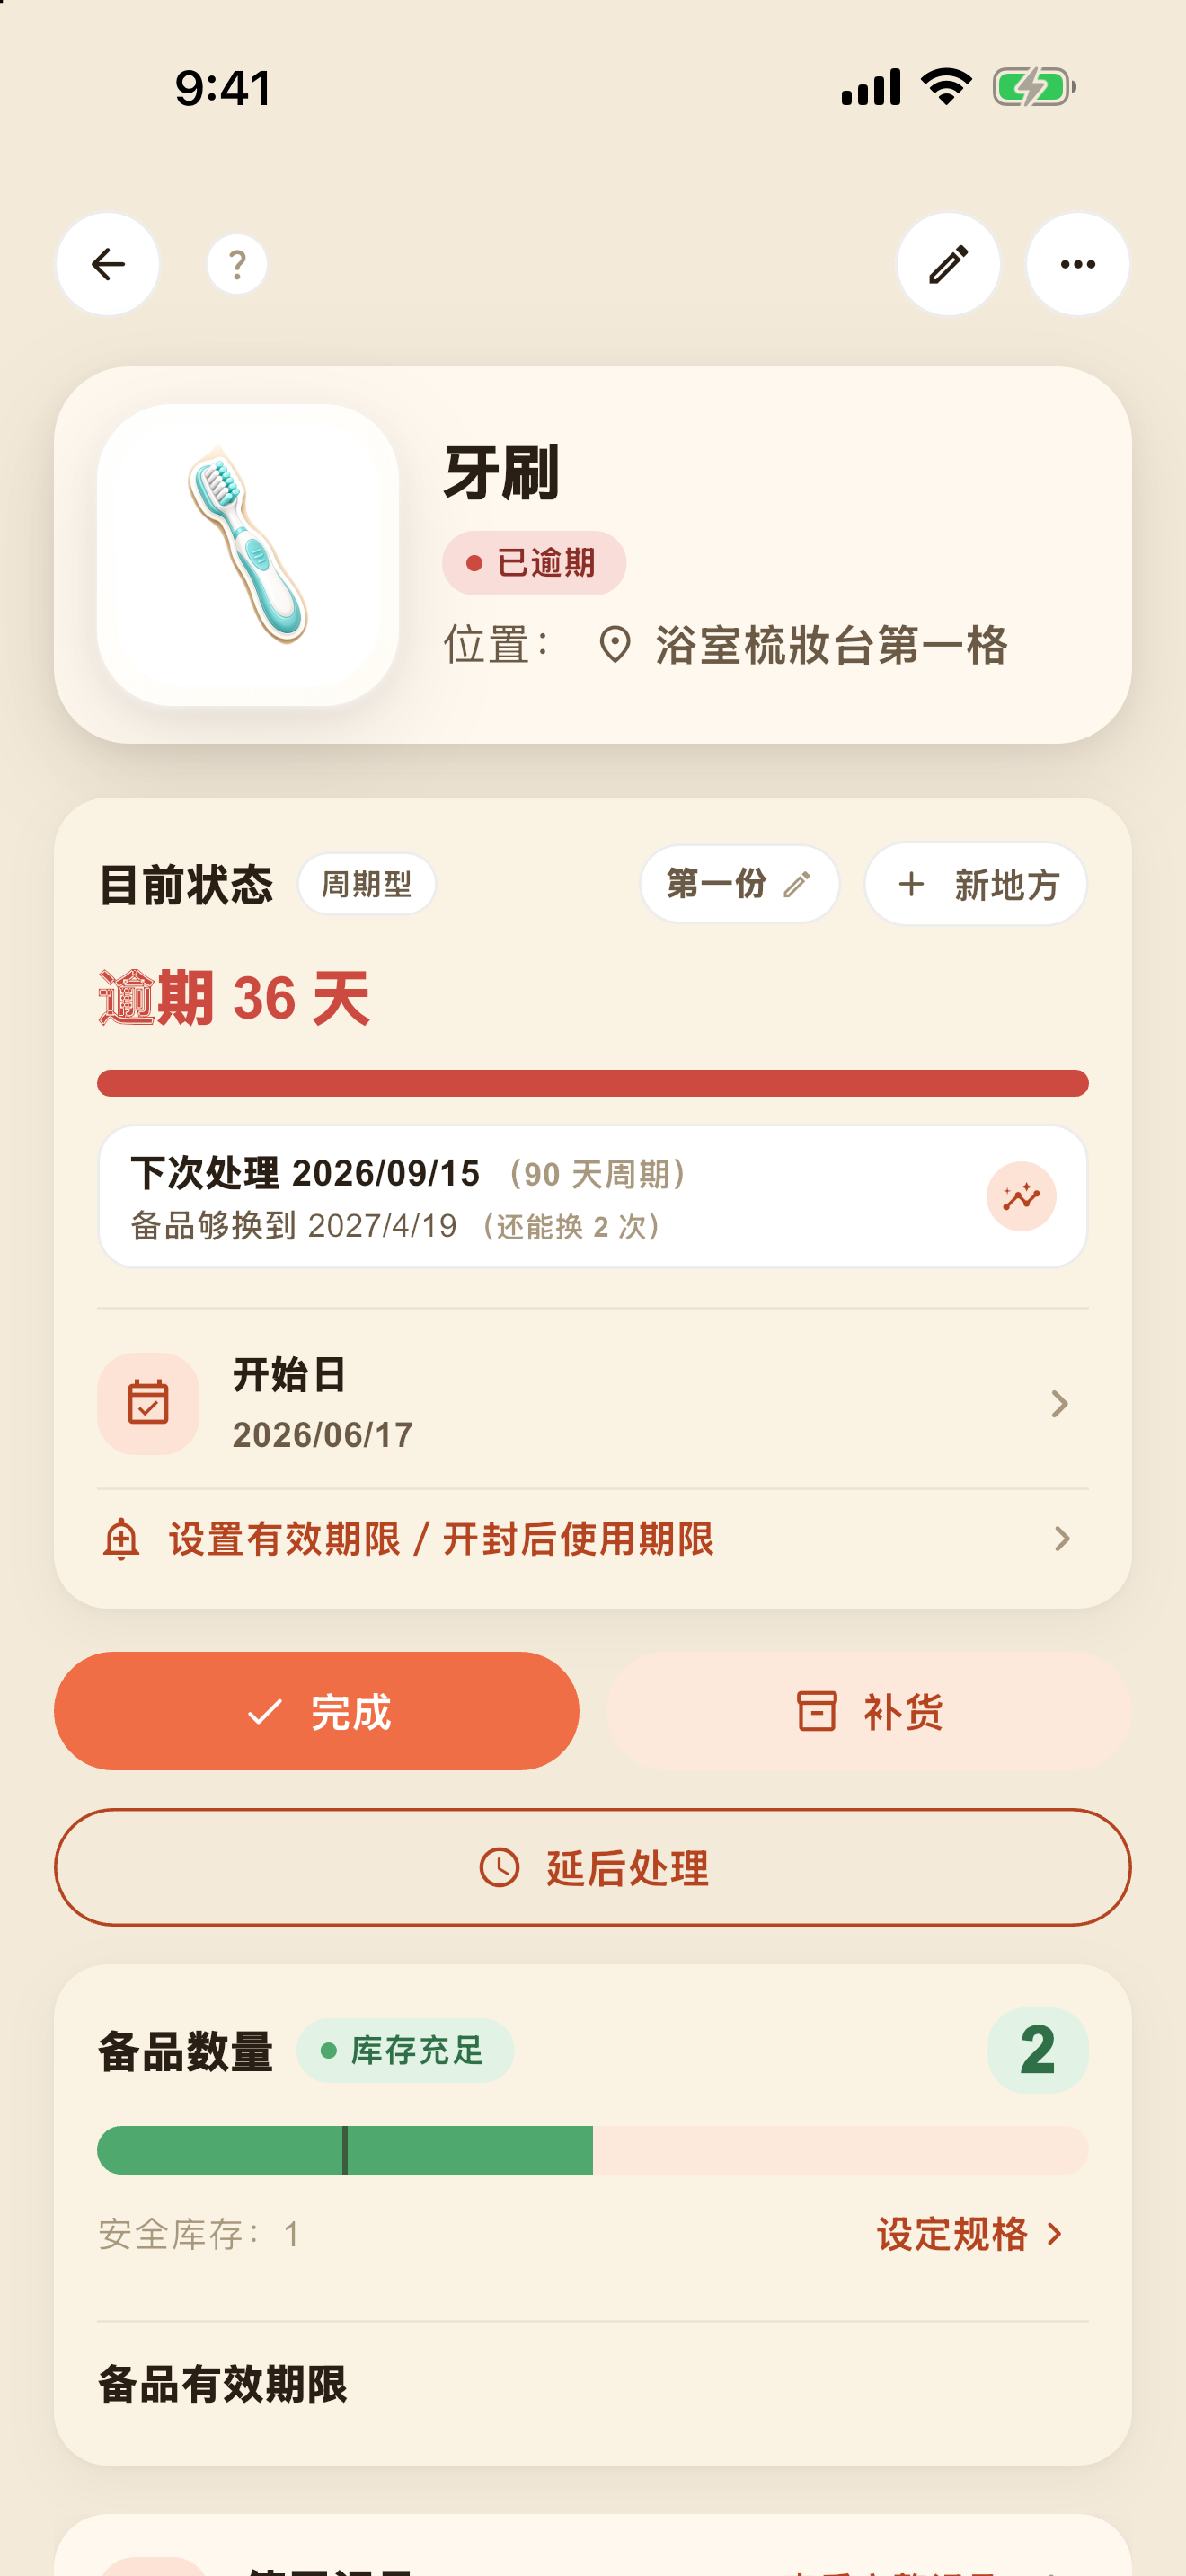 9:41
?
牙刷
已逾期
位置： 浴室梳妝台第一格
目前状态 周期型 第一份 新地方
逾期 36 天
下次处理 2026/09/15 （90 天周期）
备品够换到 2027/4/19 （还能换 2 次）
开始日
2026/06/17
设置有效期限 / 开封后使用期限
完成 补货
延后处理
备品数量 库存充足 2
安全库存：1 设定规格
备品有效期限